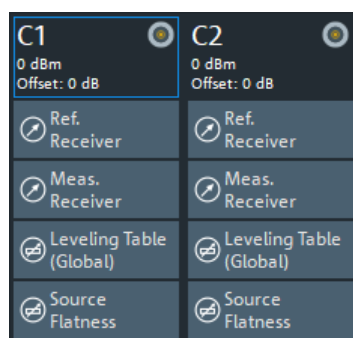 C1
0 dBm
Offset: 0 dB
Ref.
Receiver
Meas.
Receiver
Leveling Table
(Global)
Source
Flatness
C2
0 dBm
Offset: 0 dB
Ref.
Receiver
Meas.
Receiver
Leveling Table
(Global)
Source
Flatness